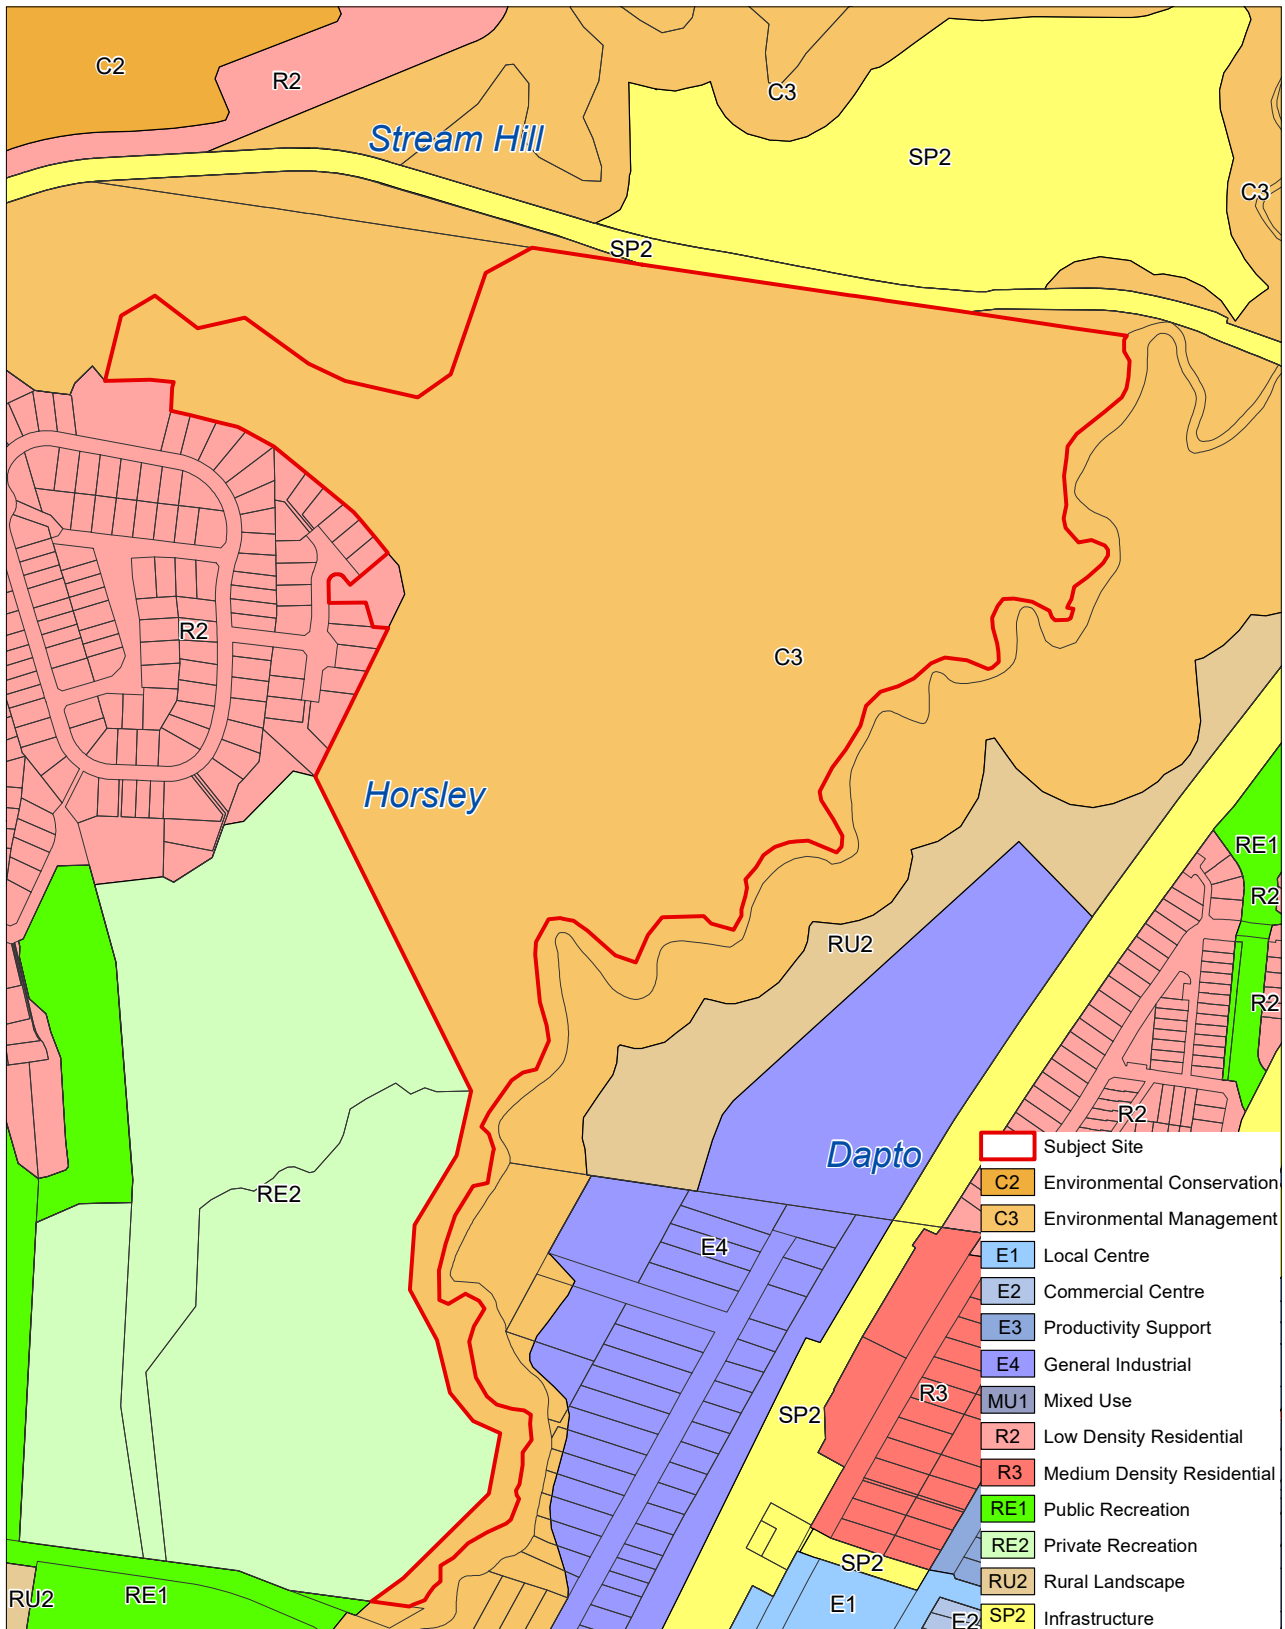 C2
R2
C3
Stream Hill
SP2
C3
SP2
R2
C3
Horsley
RE1
R2
RU2
R2
R2
Dapto
RE2
E4
R3
SP2
SP2
RU2
RE1
E1
E2
Subject Site
C2 Environmental Conservation
C3 Environmental Management
E1 Local Centre
E2 Commercial Centre
E3 Productivity Support
E4 General Industrial
MU1 Mixed Use
R2 Low Density Residential
R3 Medium Density Residential
RE1 Public Recreation
RE2 Private Recreation
RU2 Rural Landscape
SP2 Infrastructure